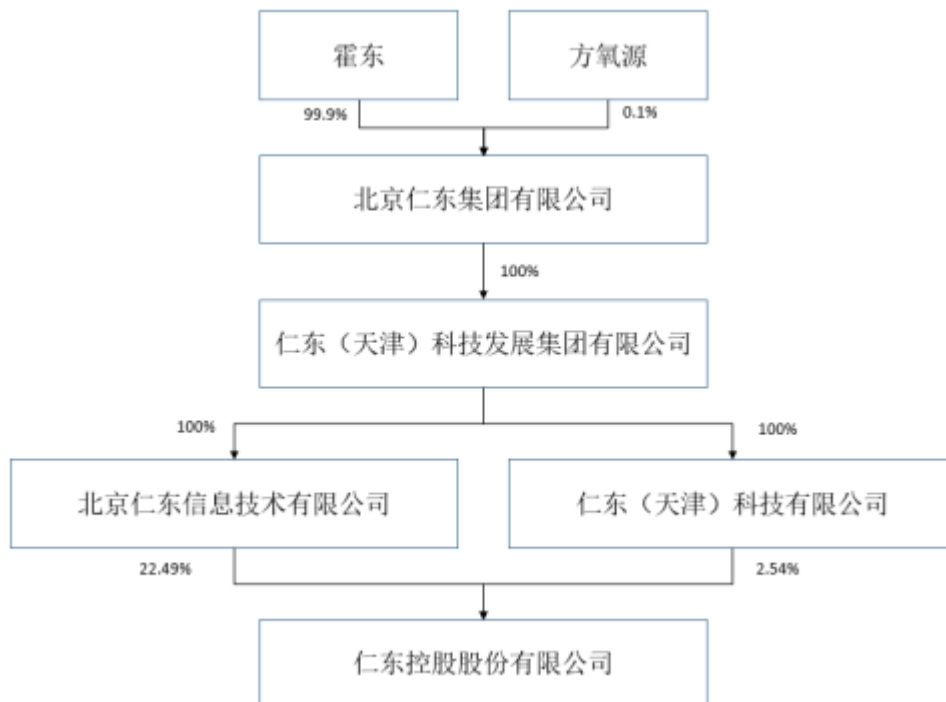 霍东
方氧源
99.9%
0.1%
北京仁东集团有限公司
100%
仁东（天津）科技发展集团有限公司
100%
100%
北京仁东信息技术有限公司
仁东（天津）科技有限公司
22.49%
2.54%
仁东控股股份有限公司